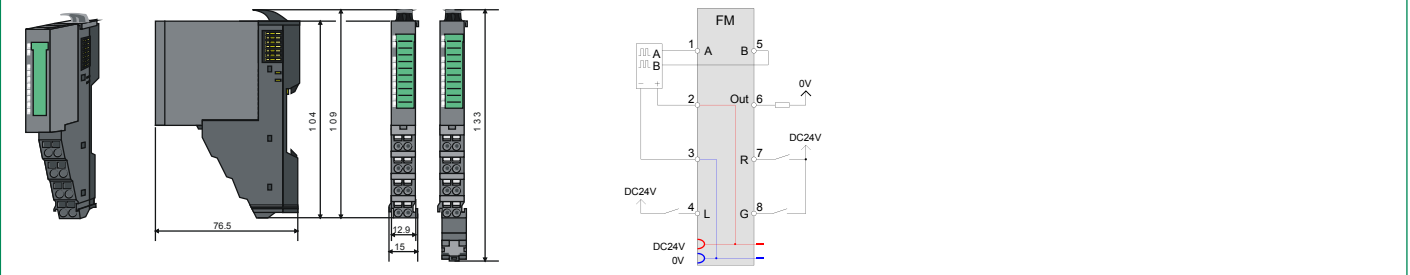 76.5
104
109
12.9
15
133
FM
1 A B 5
A
B
- +
2 Out 6 0V
DC24V
3 R 7
DC24V
4 L G 8
DC24V
0V